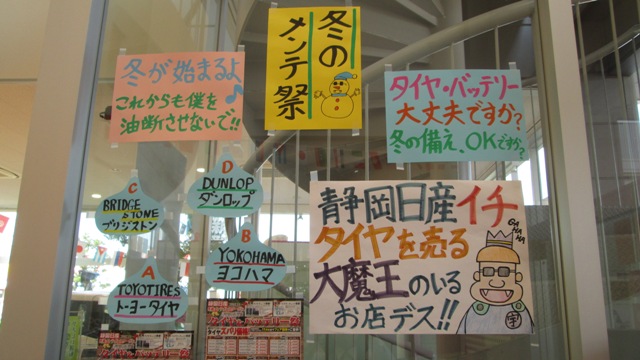 冬が始まるよ
これからも僕を
油断させないで!!
冬の
メンテ祭
タイヤ・バッテリー
大丈夫ですか?
冬の備え、OKですか?
C
BRIDGE
STONE
ブリヂストン
D
DUNLOP
ダンロップ
A
TOYOTIRES
トーヨータイヤ
B
YOKOHAMA
ヨコハマ
静岡日産イチ
タイヤを売る
大魔王のいる
お店デス!!